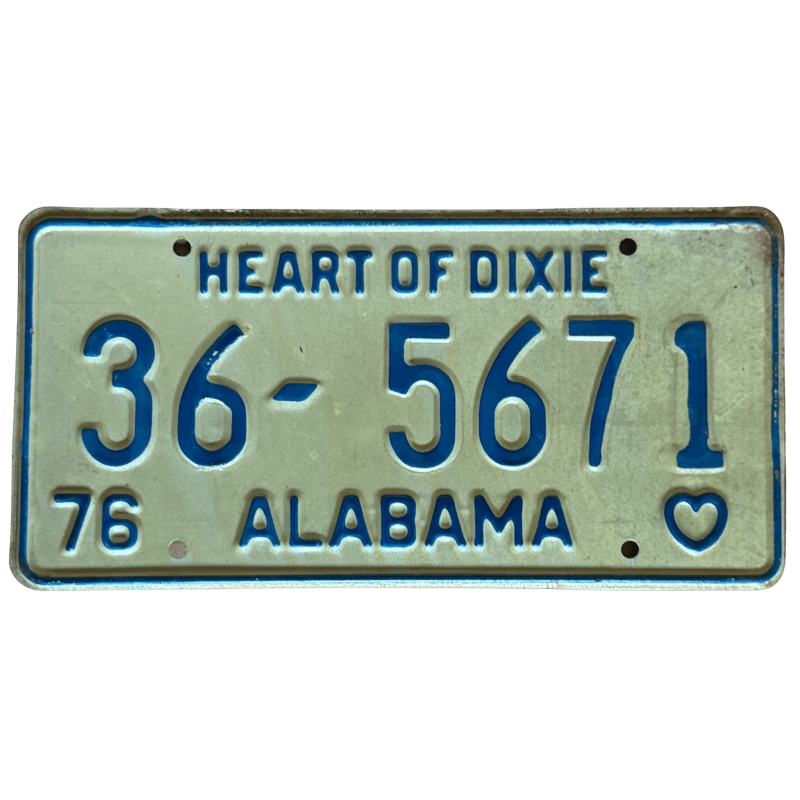 HEART OF DIXIE
36-5671
76 ALABAMA